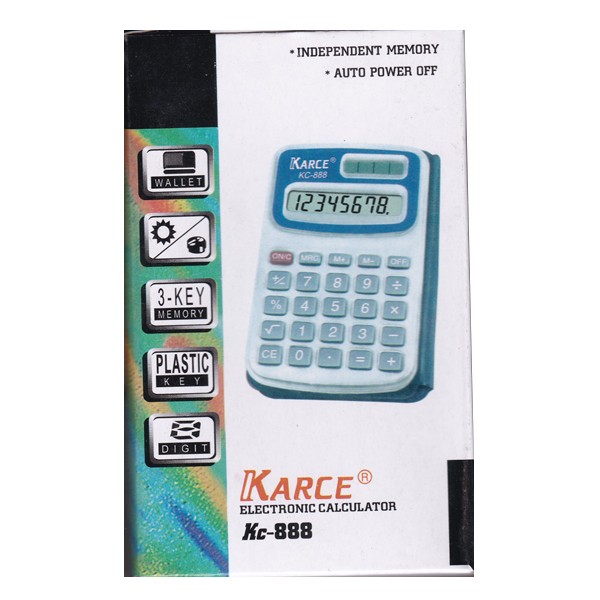 * INDEPENDENT MEMORY
* AUTO POWER OFF
WALLET
3-KEY
MEMORY
PLASTIC
KEY
8
DIGIT
KARCE®
KC-888
12345678.
ON/C MRC M+ M− OFF
+/− 7 8 9 ÷
% 4 5 6 ×
√ 1 2 3 −
CE 0 · = +
KARCE®
ELECTRONIC CALCULATOR
Kc-888